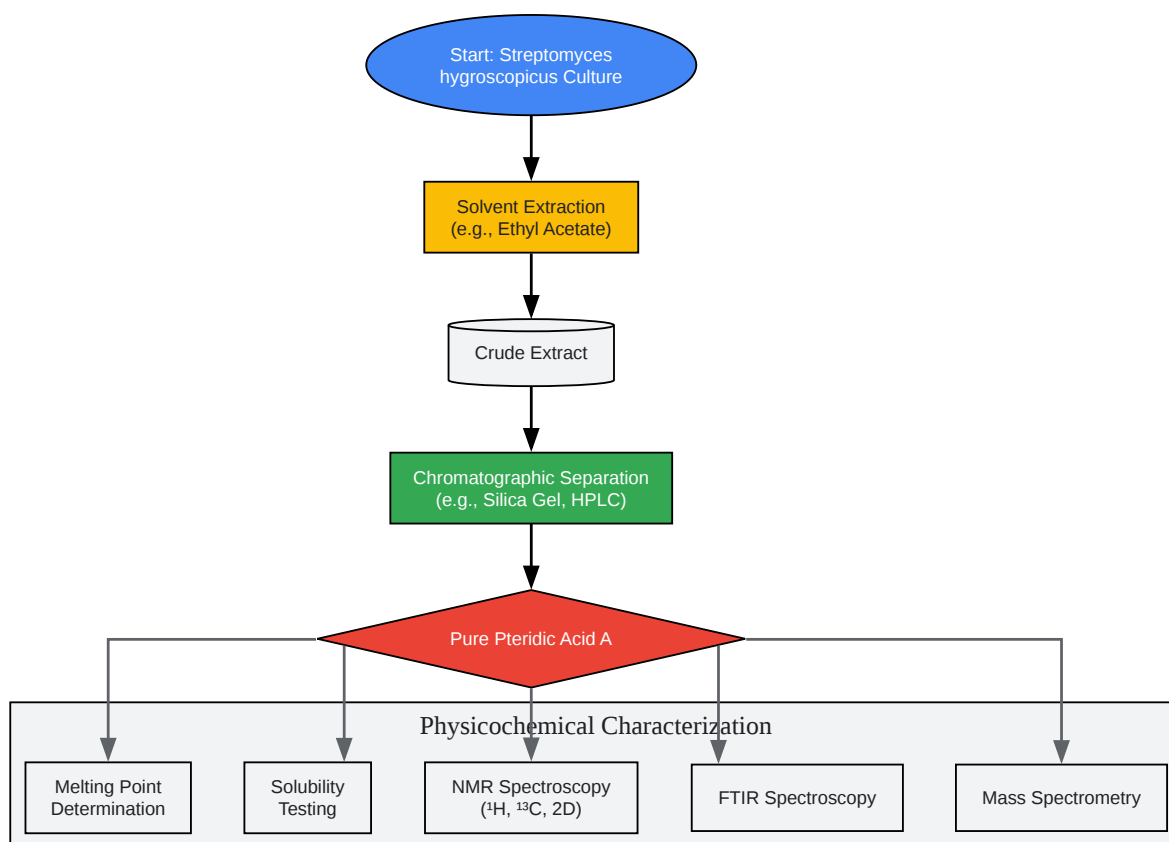 Start: Streptomyces
hygroscopicus Culture
Solvent Extraction
(e.g., Ethyl Acetate)
Crude Extract
Chromatographic Separation
(e.g., Silica Gel, HPLC)
Pure Pteridic Acid A
Physicochemical Characterization
Melting Point
Determination
Solubility
Testing
NMR Spectroscopy
(¹H, ¹³C, 2D)
FTIR Spectroscopy
Mass Spectrometry